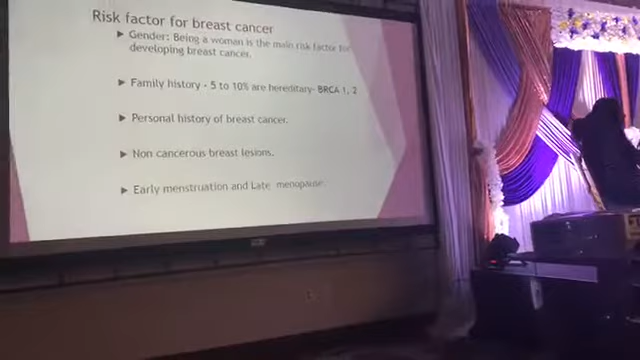 Risk factor for breast cancer
▶ Gender: Being a woman is the main risk factor for
developing breast cancer.
▶ Family history - 5 to 10% are hereditary- BRCA 1, 2
▶ Personal history of breast cancer.
▶ Non cancerous breast lesions.
▶ Early menstruation and Late menopause.